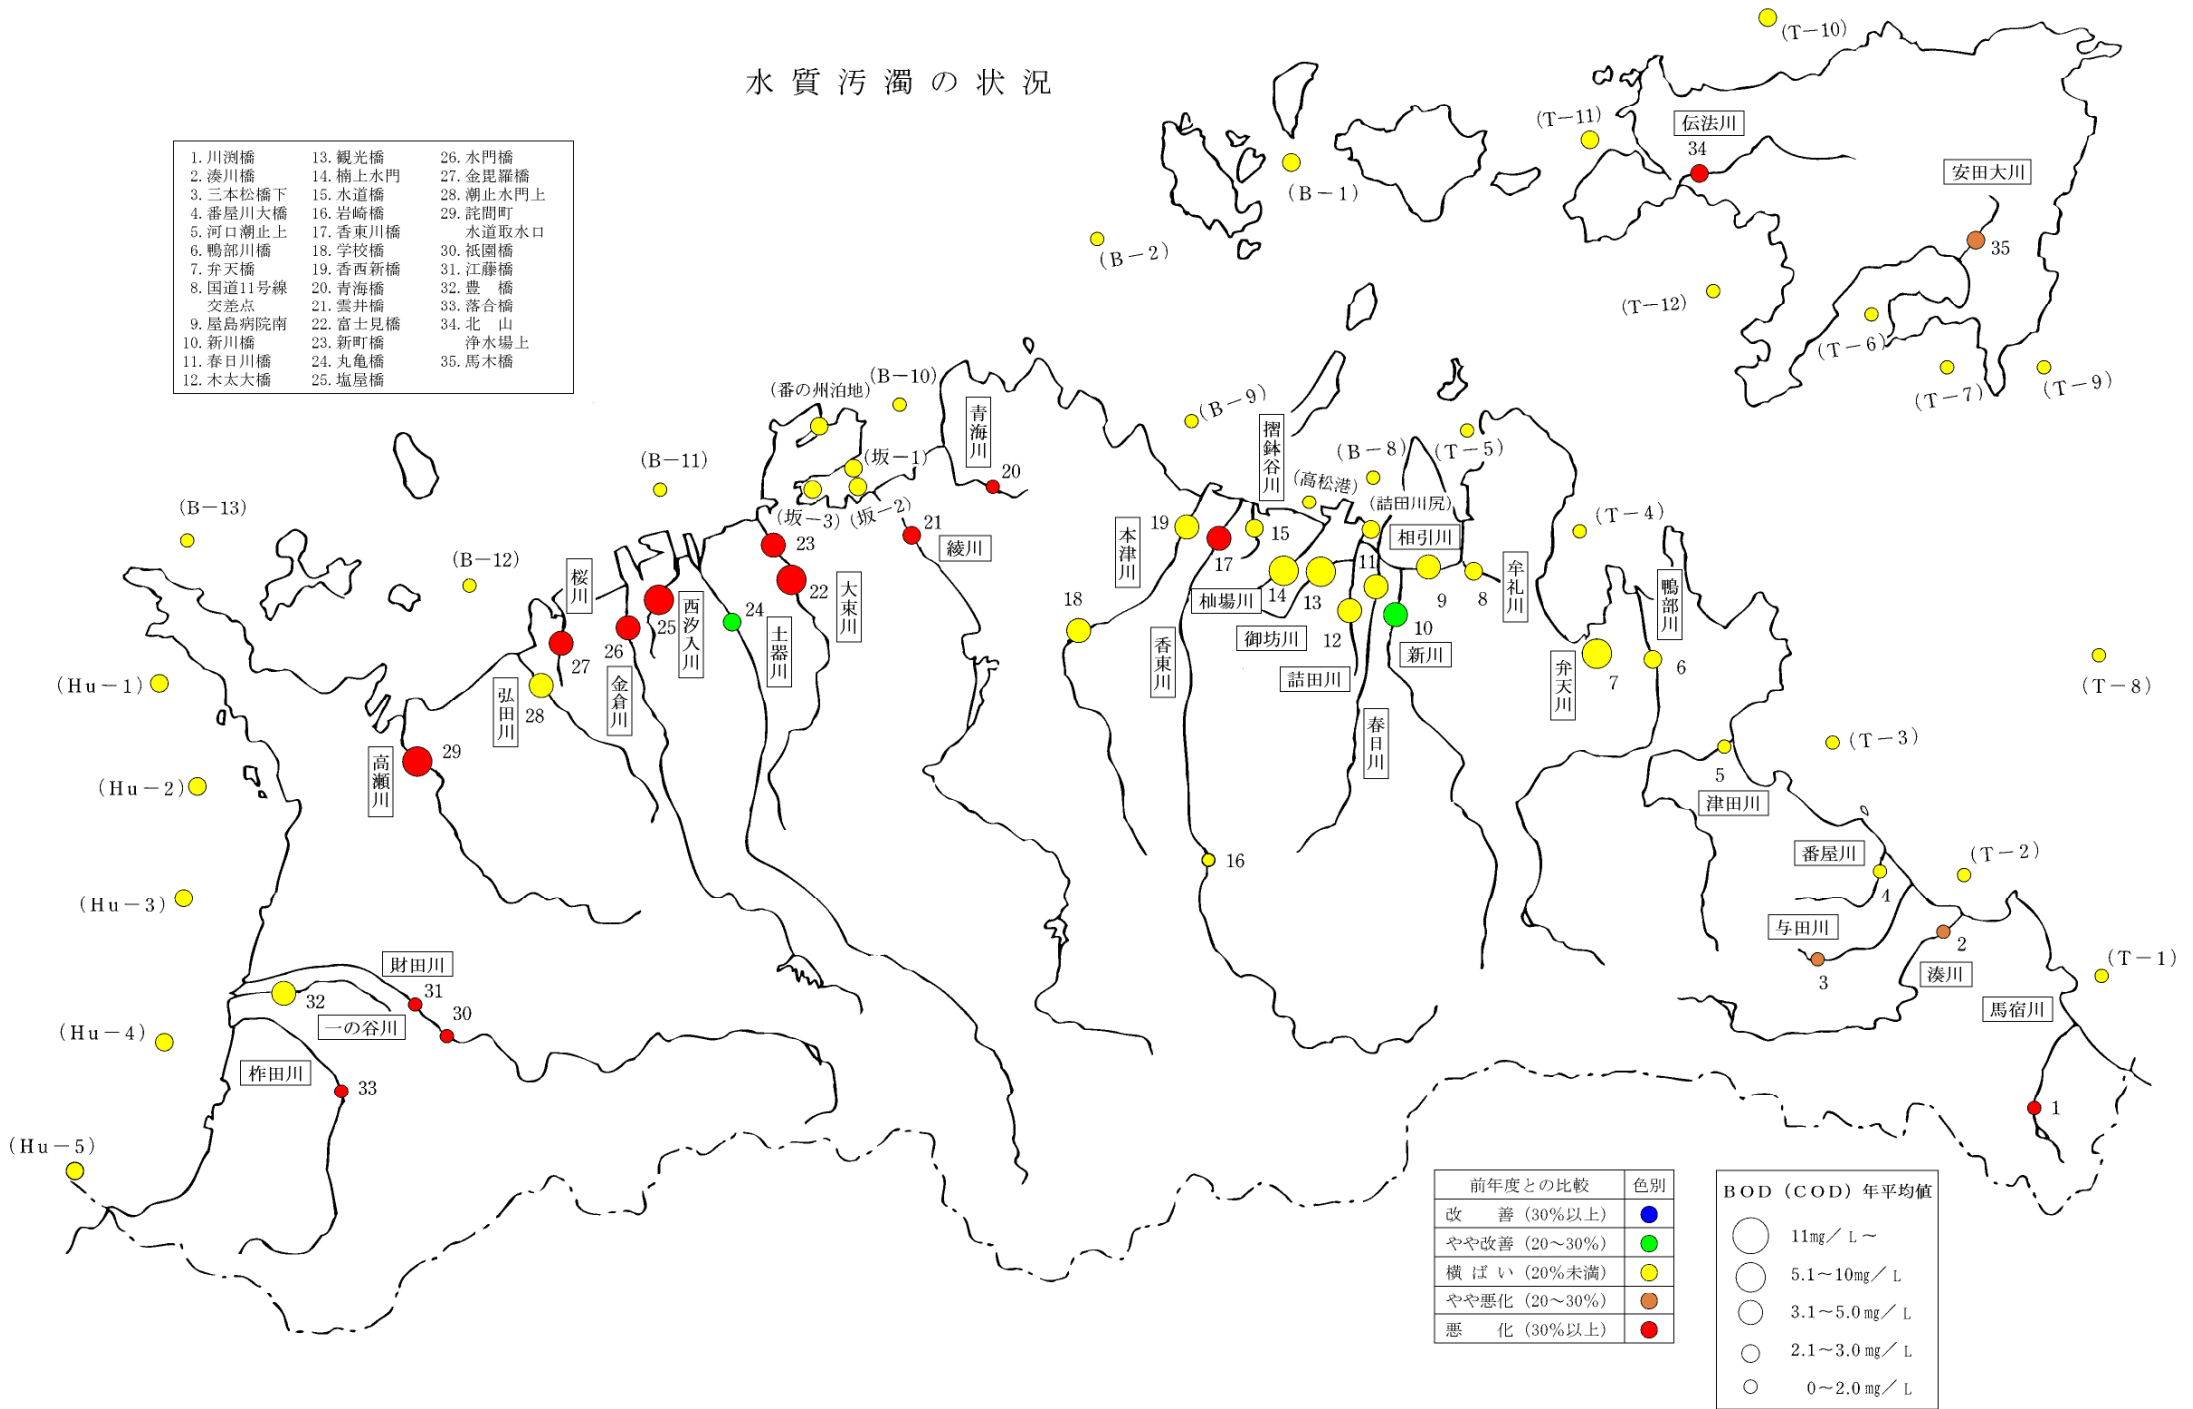 水質汚濁の状況
1. 川渕橋
2. 湊川橋
3. 三本松橋下
4. 番屋川大橋
5. 河口潮止上
6. 鴨部川橋
7. 弁天橋
8. 国道11号線
交差点
9. 屋島病院南
10. 新川橋
11. 春日川橋
12. 木太大橋
13. 観光橋
14. 楠上水門
15. 水道橋
16. 岩崎橋
17. 香東川橋
18. 学校橋
19. 香西新橋
20. 青海橋
21. 雲井橋
22. 富士見橋
23. 新町橋
24. 丸亀橋
25. 塩屋橋
26. 水門橋
27. 金毘羅橋
28. 潮止水門上
29. 詫間町
水道取水口
30. 祇園橋
31. 江藤橋
32. 豊 橋
33. 落合橋
34. 北 山
浄水場上
35. 馬木橋
(T-10)
(T-11)
伝法川
34
安田大川
35
(B-1)
(B-2)
(T-12)
(T-6)
(T-7)
(T-9)
(番の州泊地)
(B-10)
青海川
20
(B-9)
摺鉢谷川
(高松港)
(B-8)
(T-5)
(詰田川尻)
相引川
(B-11)
(坂-1)
(坂-2)
(坂-3)
(B-13)
(B-12)
桜川
23
22
大東川
21
綾川
本津川
19
17
15
14
13
11
12
9
8
牟礼川
10
新川
(T-4)
鴨部川
18
杣場川
御坊川
詰田川
香東川
春日川
弁天川
7
6
(T-8)
西汐入川
25
24
土器川
26
金倉川
27
弘田川
28
高瀬川
29
(Hu-1)
(Hu-2)
(Hu-3)
(Hu-4)
(Hu-5)
(T-3)
5
津田川
番屋川
4
(T-2)
与田川
3
2
湊川
(T-1)
馬宿川
1
16
財田川
31
30
32
一の谷川
柞田川
33
前年度との比較 色別
改 善 (30%以上)
やや改善 (20~30%)
横ばい (20%未満)
やや悪化 (20~30%)
悪 化 (30%以上)
BOD (COD) 年平均値
11㎎/L~
5.1~10㎎/L
3.1~5.0㎎/L
2.1~3.0㎎/L
0~2.0㎎/L